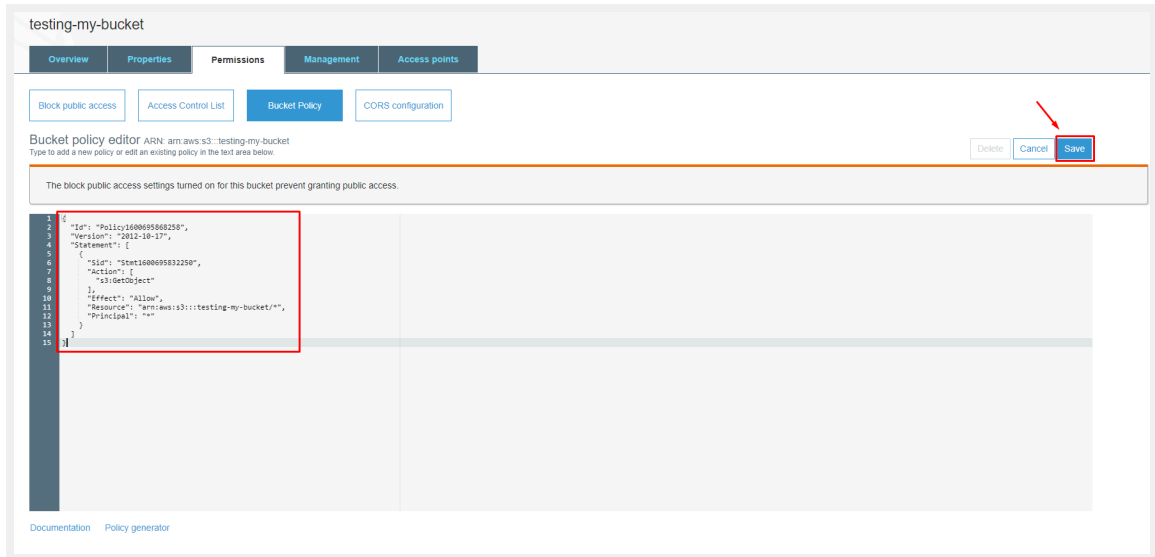 testing-my-bucket
Overview Properties Permissions Management Access points
Block public access Access Control List Bucket Policy CORS configuration
Bucket policy editor ARN: arn:aws:s3:::testing-my-bucket
Type to add a new policy or edit an existing policy in the text area below.
Delete Cancel Save
The block public access settings turned on for this bucket prevent granting public access.
1 {
2 "Id": "Policy1600695868258",
3 "Version": "2012-10-17",
4 "Statement": [
5 {
6 "Sid": "Stmt1600695832250",
7 "Action": [
8 "s3:GetObject"
9 ],
10 "Effect": "Allow",
11 "Resource": "arn:aws:s3:::testing-my-bucket/*",
12 "Principal": "*"
13 }
14 ]
15 }
Documentation Policy generator